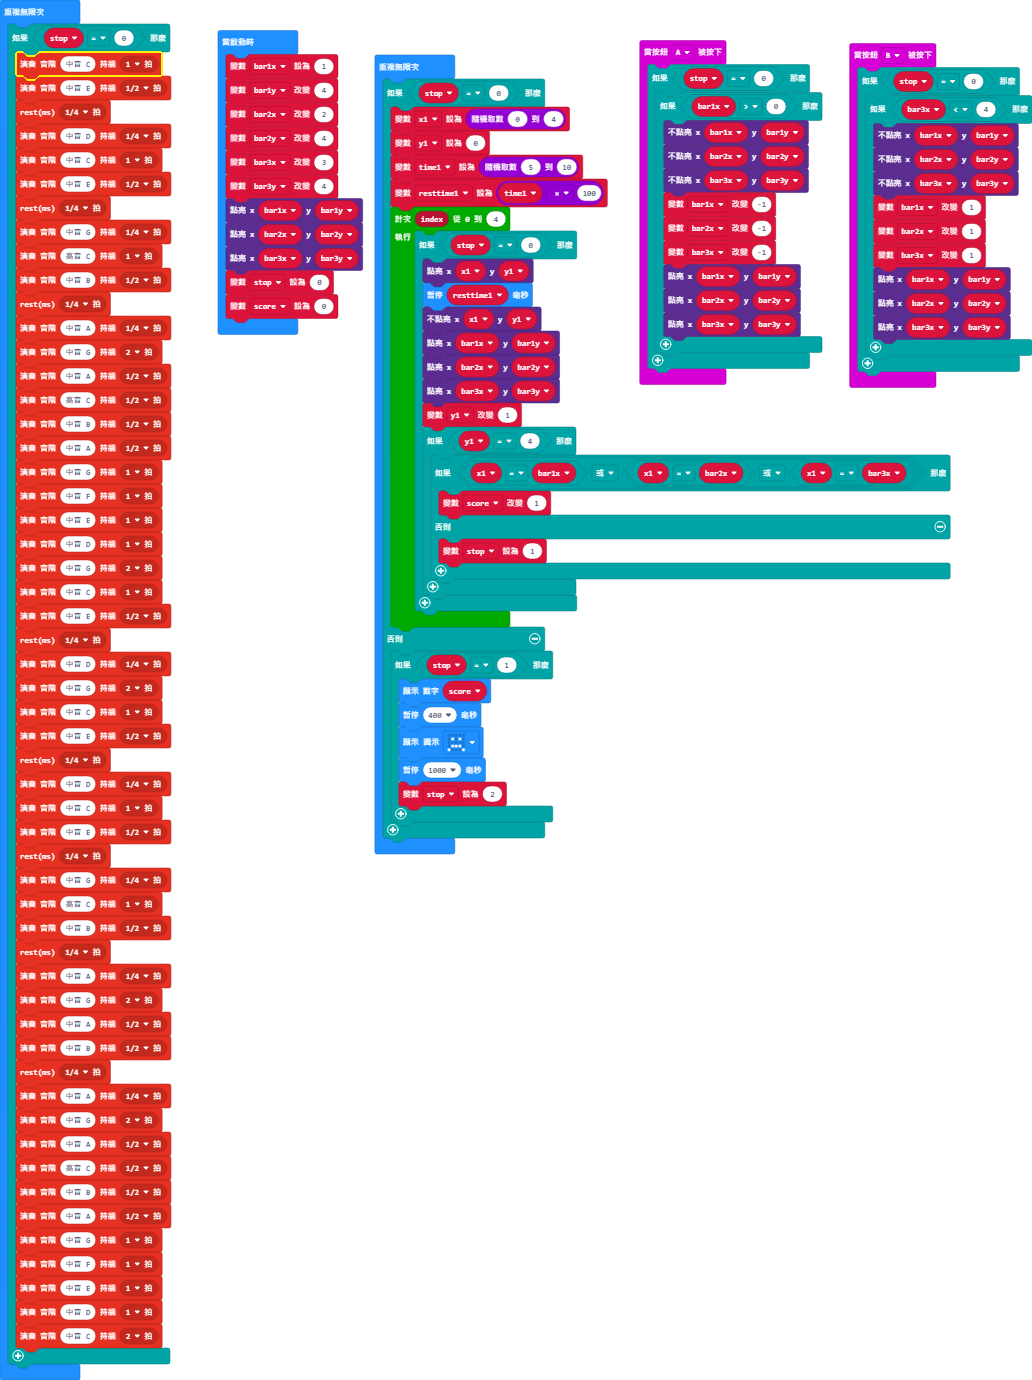 重複無限次
如果 stop = 0 那麼
演奏 音階 中音 C 持續 1 拍
演奏 音階 中音 E 持續 1/2 拍
rest(ms) 1/4 拍
演奏 音階 中音 D 持續 1/4 拍
演奏 音階 中音 C 持續 1 拍
演奏 音階 中音 E 持續 1/2 拍
rest(ms) 1/4 拍
演奏 音階 中音 G 持續 1/4 拍
演奏 音階 高音 C 持續 1 拍
演奏 音階 中音 B 持續 1/2 拍
rest(ms) 1/4 拍
演奏 音階 中音 A 持續 1/4 拍
演奏 音階 中音 G 持續 2 拍
演奏 音階 中音 A 持續 1/2 拍
演奏 音階 高音 C 持續 1/2 拍
演奏 音階 中音 B 持續 1/2 拍
演奏 音階 中音 A 持續 1/2 拍
演奏 音階 中音 G 持續 1 拍
演奏 音階 中音 F 持續 1 拍
演奏 音階 中音 E 持續 1 拍
演奏 音階 中音 D 持續 1 拍
演奏 音階 中音 G 持續 2 拍
演奏 音階 中音 C 持續 1 拍
演奏 音階 中音 E 持續 1/2 拍
rest(ms) 1/4 拍
演奏 音階 中音 D 持續 1/4 拍
演奏 音階 中音 G 持續 2 拍
演奏 音階 中音 C 持續 1 拍
演奏 音階 中音 E 持續 1/2 拍
rest(ms) 1/4 拍
演奏 音階 中音 D 持續 1/4 拍
演奏 音階 中音 C 持續 1 拍
演奏 音階 中音 E 持續 1/2 拍
rest(ms) 1/4 拍
演奏 音階 中音 G 持續 1/4 拍
演奏 音階 高音 C 持續 1 拍
演奏 音階 中音 B 持續 1/2 拍
rest(ms) 1/4 拍
演奏 音階 中音 A 持續 1/4 拍
演奏 音階 中音 G 持續 2 拍
演奏 音階 中音 A 持續 1/2 拍
演奏 音階 中音 B 持續 1/2 拍
rest(ms) 1/4 拍
演奏 音階 中音 A 持續 1/4 拍
演奏 音階 中音 G 持續 2 拍
演奏 音階 中音 A 持續 1/2 拍
演奏 音階 高音 C 持續 1/2 拍
演奏 音階 中音 B 持續 1/2 拍
演奏 音階 中音 A 持續 1/2 拍
演奏 音階 中音 G 持續 1 拍
演奏 音階 中音 F 持續 1 拍
演奏 音階 中音 E 持續 1 拍
演奏 音階 中音 D 持續 1 拍
演奏 音階 中音 C 持續 2 拍
當啟動時
變數 bar1x 設為 1
變數 bar1y 改變 4
變數 bar2x 改變 2
變數 bar2y 改變 4
變數 bar3x 改變 3
變數 bar3y 改變 4
點亮 x bar1x y bar1y
點亮 x bar2x y bar2y
點亮 x bar3x y bar3y
變數 stop 設為 0
變數 score 設為 0
重複無限次
如果 stop = 0 那麼
變數 x1 設為 隨機取數 0 到 4
變數 y1 設為 0
變數 time1 設為 隨機取數 5 到 10
變數 resttime1 設為 time1 × 100
計次 index 從 0 到 4
執行 如果 stop = 0 那麼
點亮 x x1 y y1
暫停 resttime1 毫秒
不點亮 x x1 y y1
點亮 x bar1x y bar1y
點亮 x bar2x y bar2y
點亮 x bar3x y bar3y
變數 y1 改變 1
如果 y1 = 4 那麼
如果 x1 = bar1x 或 x1 = bar2x 或 x1 = bar3x 那麼
變數 score 改變 1
否則
變數 stop 設為 1
否則
如果 stop = 1 那麼
顯示 數字 score
暫停 400 毫秒
顯示 圖示
暫停 1000 毫秒
變數 stop 設為 2
當按鈕 A 被按下
如果 stop = 0 那麼
如果 bar1x > 0 那麼
不點亮 x bar1x y bar1y
不點亮 x bar2x y bar2y
不點亮 x bar3x y bar3y
變數 bar1x 改變 -1
變數 bar2x 改變 -1
變數 bar3x 改變 -1
點亮 x bar1x y bar1y
點亮 x bar2x y bar2y
點亮 x bar3x y bar3y
當按鈕 B 被按下
如果 stop = 0 那麼
如果 bar3x < 4 那麼
不點亮 x bar1x y bar1y
不點亮 x bar2x y bar2y
不點亮 x bar3x y bar3y
變數 bar1x 改變 1
變數 bar2x 改變 1
變數 bar3x 改變 1
點亮 x bar1x y bar1y
點亮 x bar2x y bar2y
點亮 x bar3x y bar3y